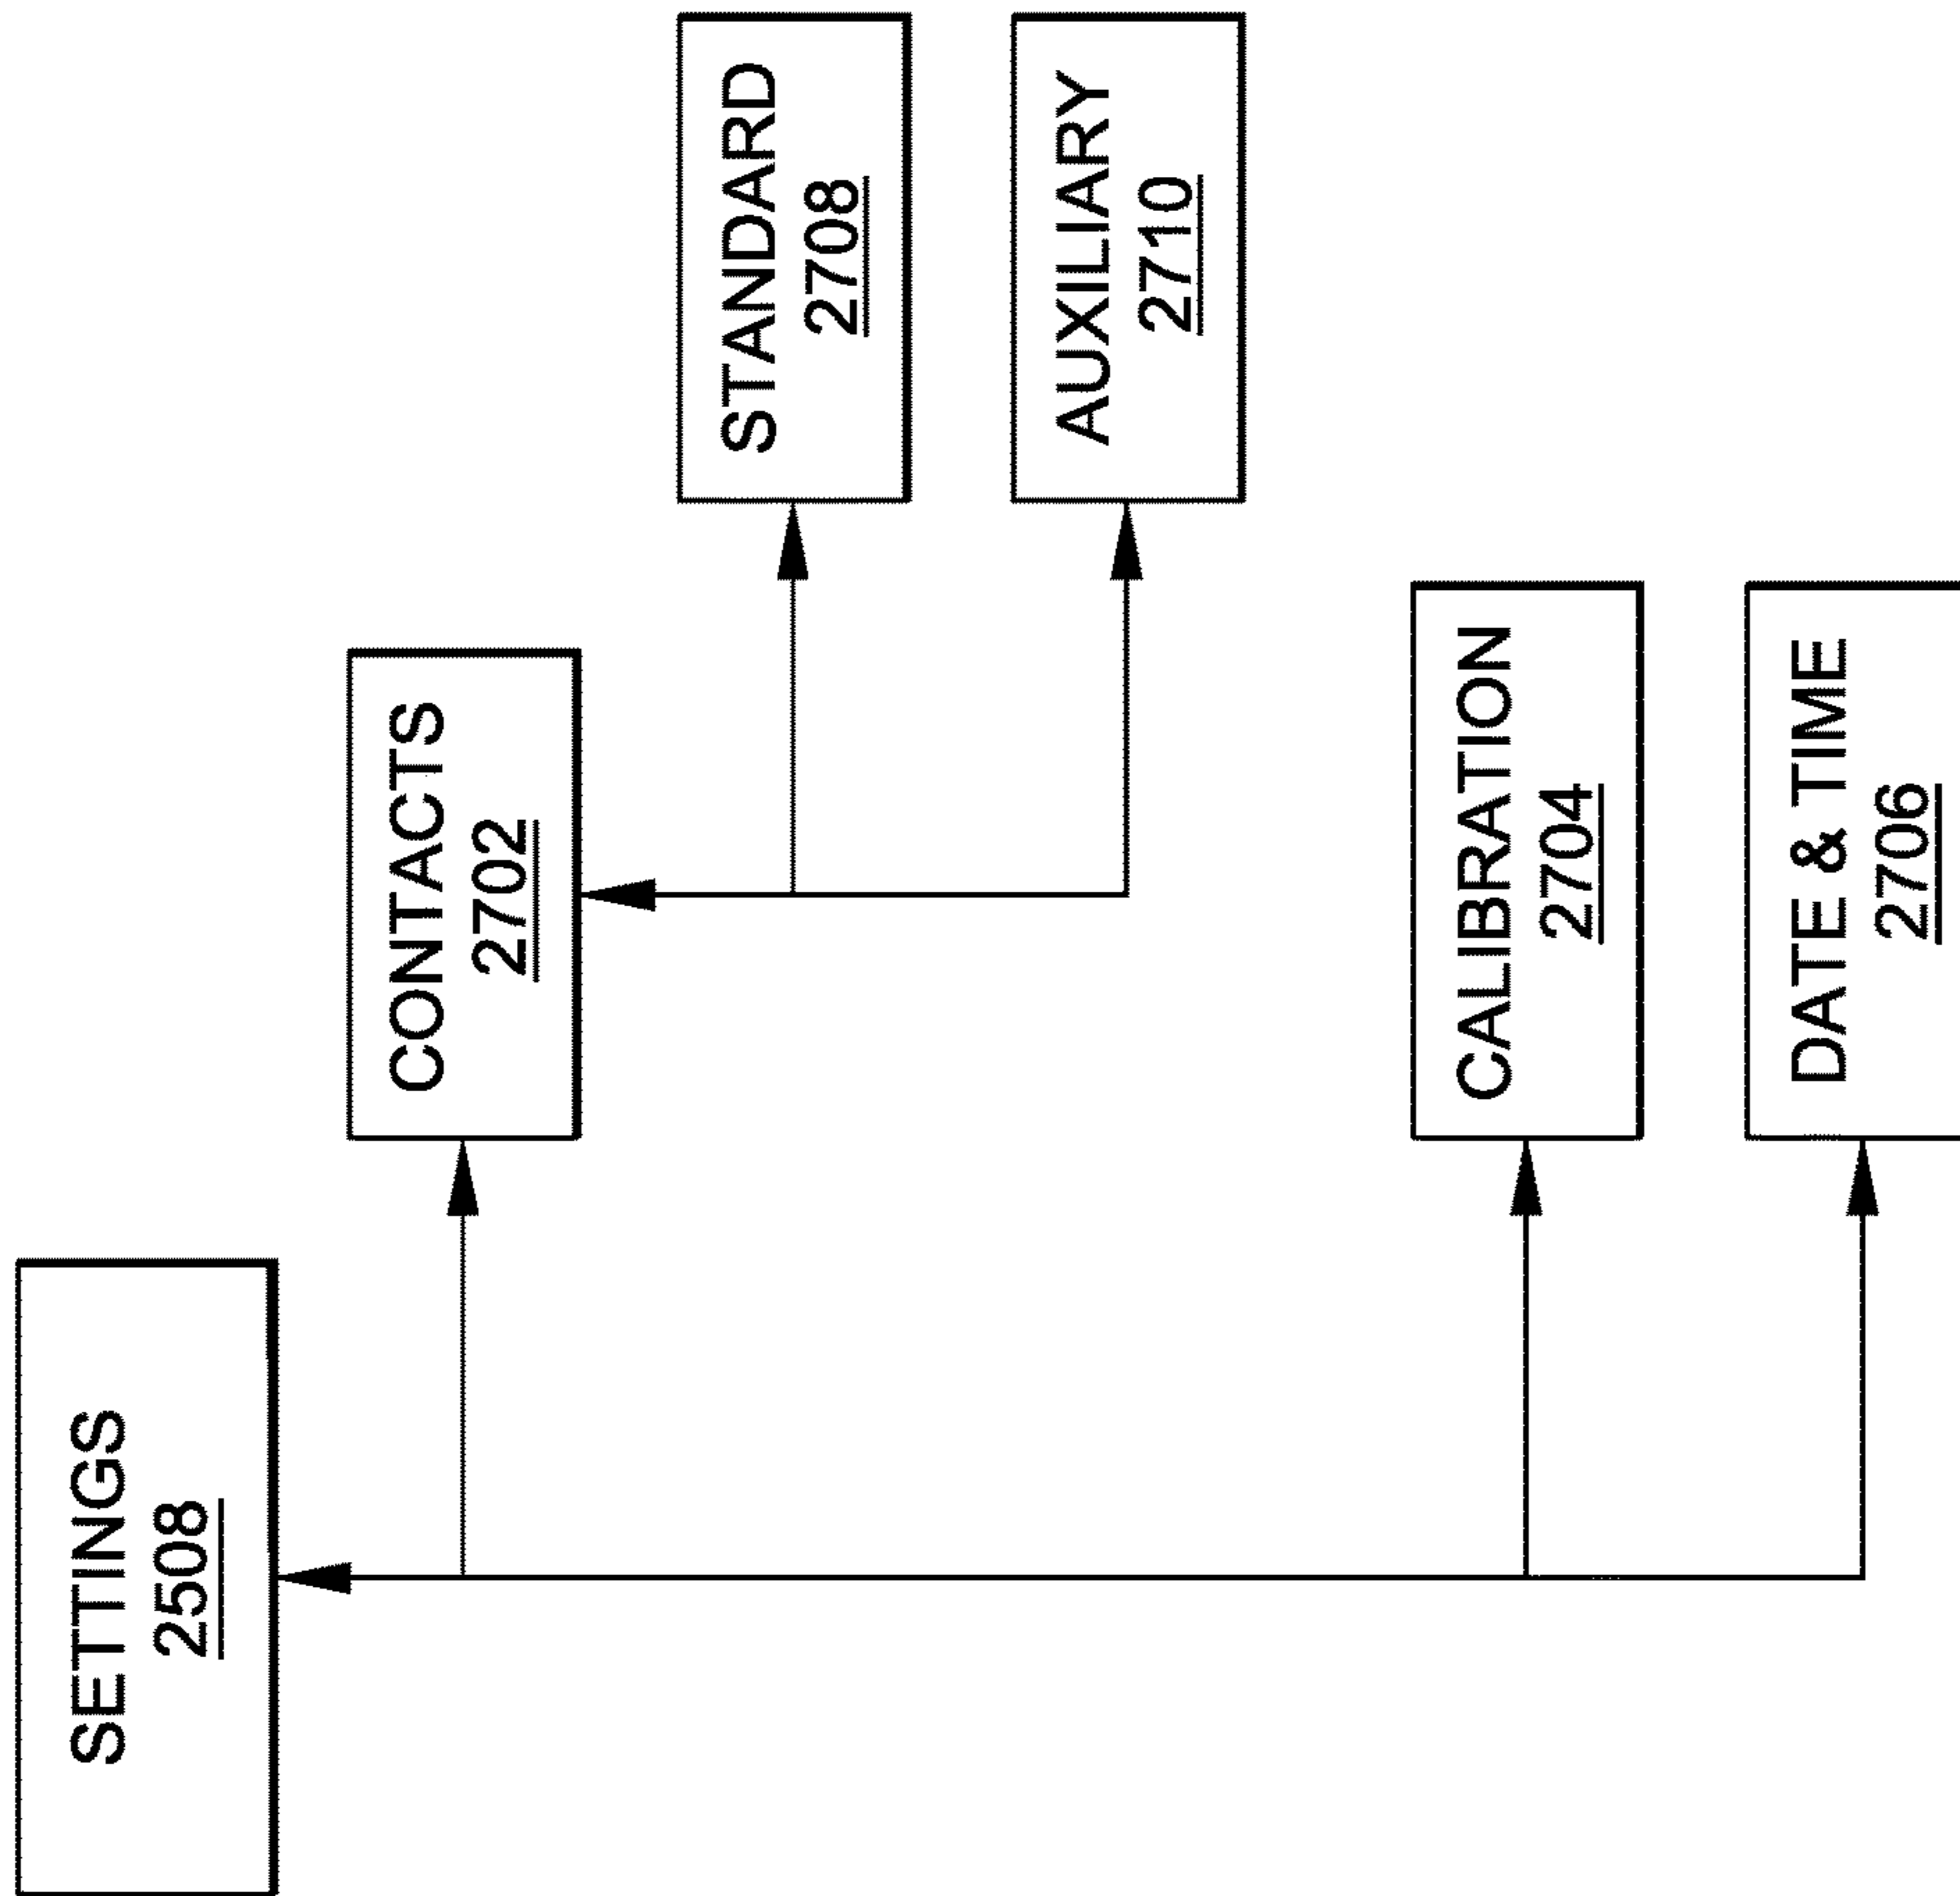 SETTINGS
2508
CONTACTS
2702
STANDARD
2708
AUXILIARY
2710
CALIBRATION
2704
DATE & TIME
2706